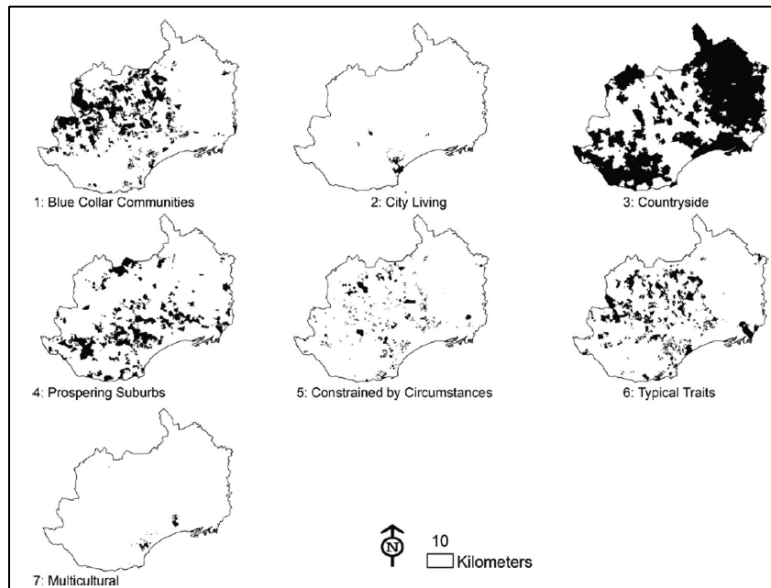 1: Blue Collar Communities
2: City Living
3: Countryside
4: Prospering Suburbs
5: Constrained by Circumstances
6: Typical Traits
7: Multicultural
N
10
Kilometers